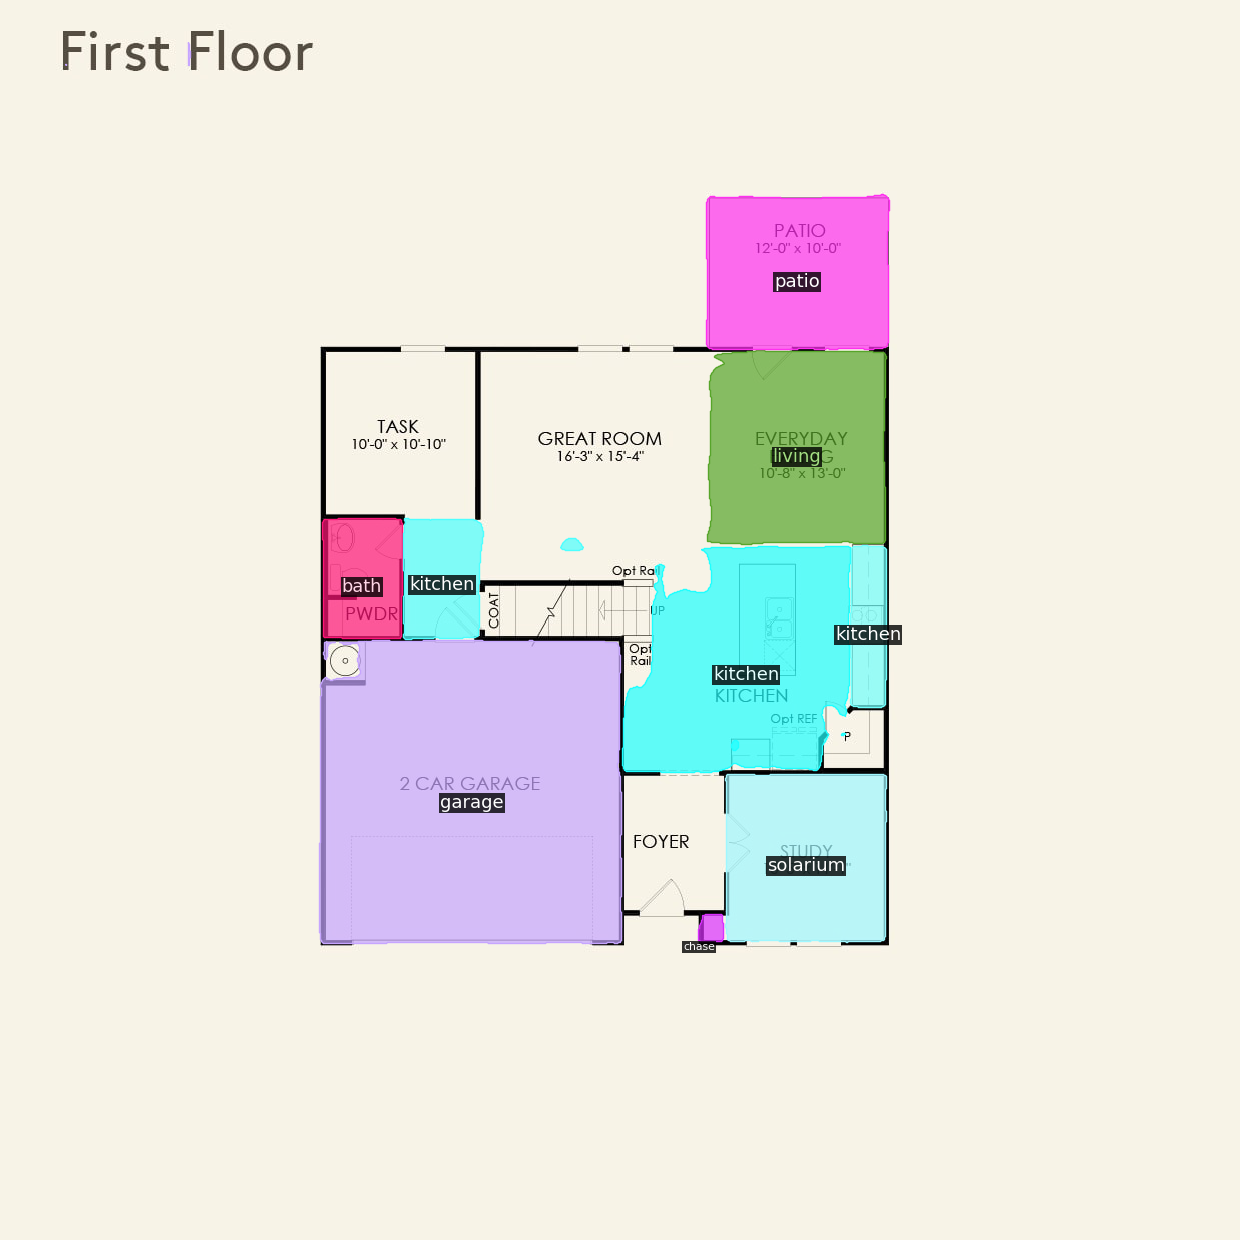 First Floor
PATIO
12'-0" x 10'-0"
patio
TASK
10'-0" x 10'-10"
GREAT ROOM
16'-3" x 15'-4"
EVERYDAY
living
10'-8" x 13'-0"
Opt Rail
bath
kitchen
PWDR
COAT
UP
Opt
Rail
kitchen
kitchen
KITCHEN
Opt REF
P
2 CAR GARAGE
garage
FOYER
STUDY
solarium
chase